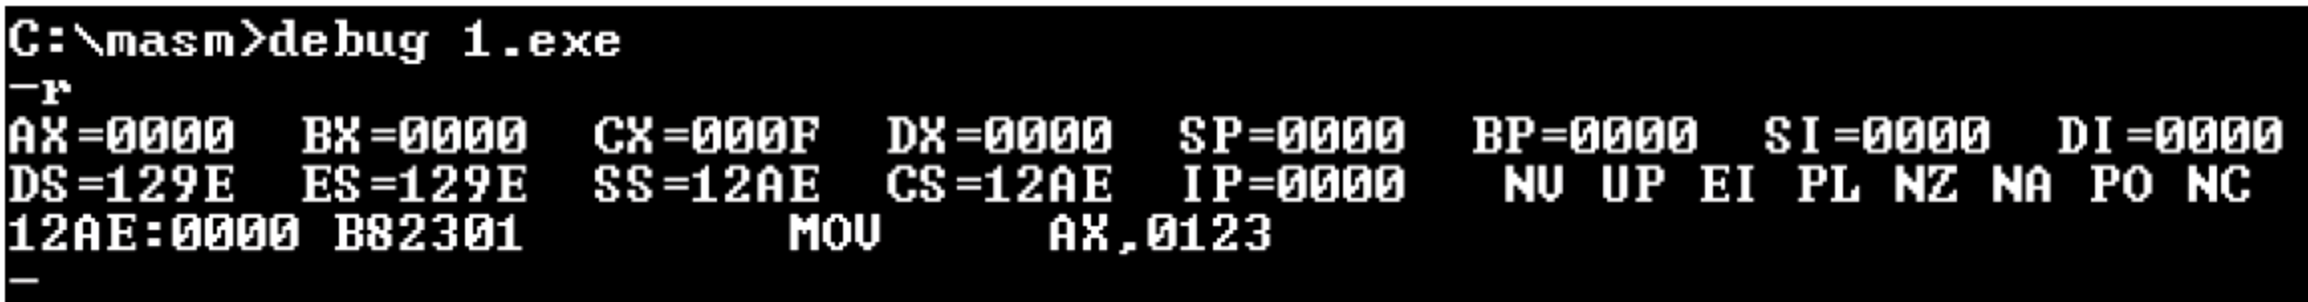 C:\masm>debug 1.exe
-r
AX=0000  BX=0000  CX=000F  DX=0000  SP=0000  BP=0000  SI=0000  DI=0000
DS=129E  ES=129E  SS=12AE  CS=12AE  IP=0000   NV UP EI PL NZ NA PO NC
12AE:0000 B82301        MOV     AX,0123
-